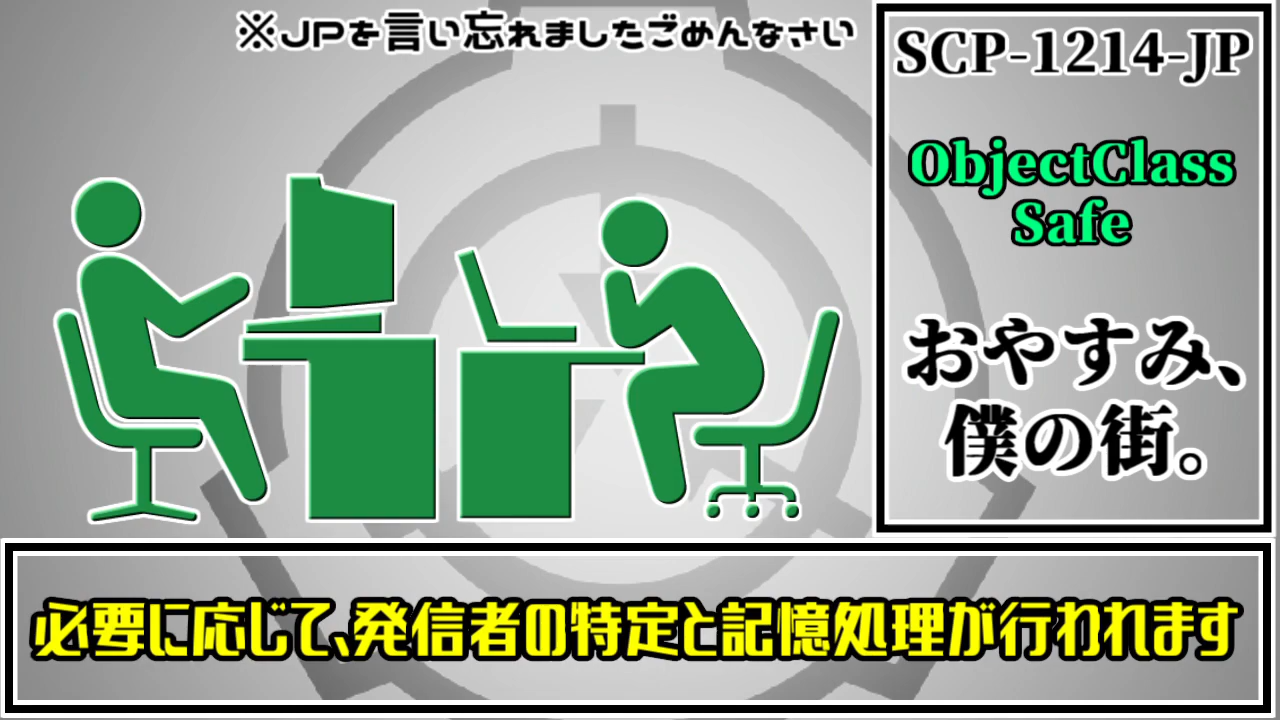 ※JPを言い忘れましたごめんなさい
SCP-1214-JP
ObjectClass
Safe
おやすみ、
僕の街。
必要に応じて、発信者の特定と記憶処理が行われます